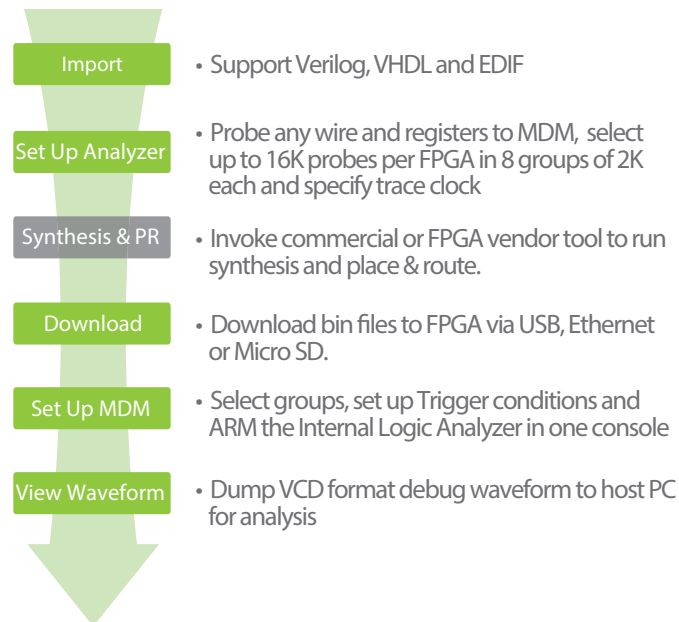 Import
• Support Verilog, VHDL and EDIF
Set Up Analyzer
• Probe any wire and registers to MDM, select
up to 16K probes per FPGA in 8 groups of 2K
each and specify trace clock
Synthesis & PR
• Invoke commercial or FPGA vendor tool to run
synthesis and place & route.
Download
• Download bin files to FPGA via USB, Ethernet
or Micro SD.
Set Up MDM
• Select groups, set up Trigger conditions and
ARM the Internal Logic Analyzer in one console
View Waveform
• Dump VCD format debug waveform to host PC
for analysis